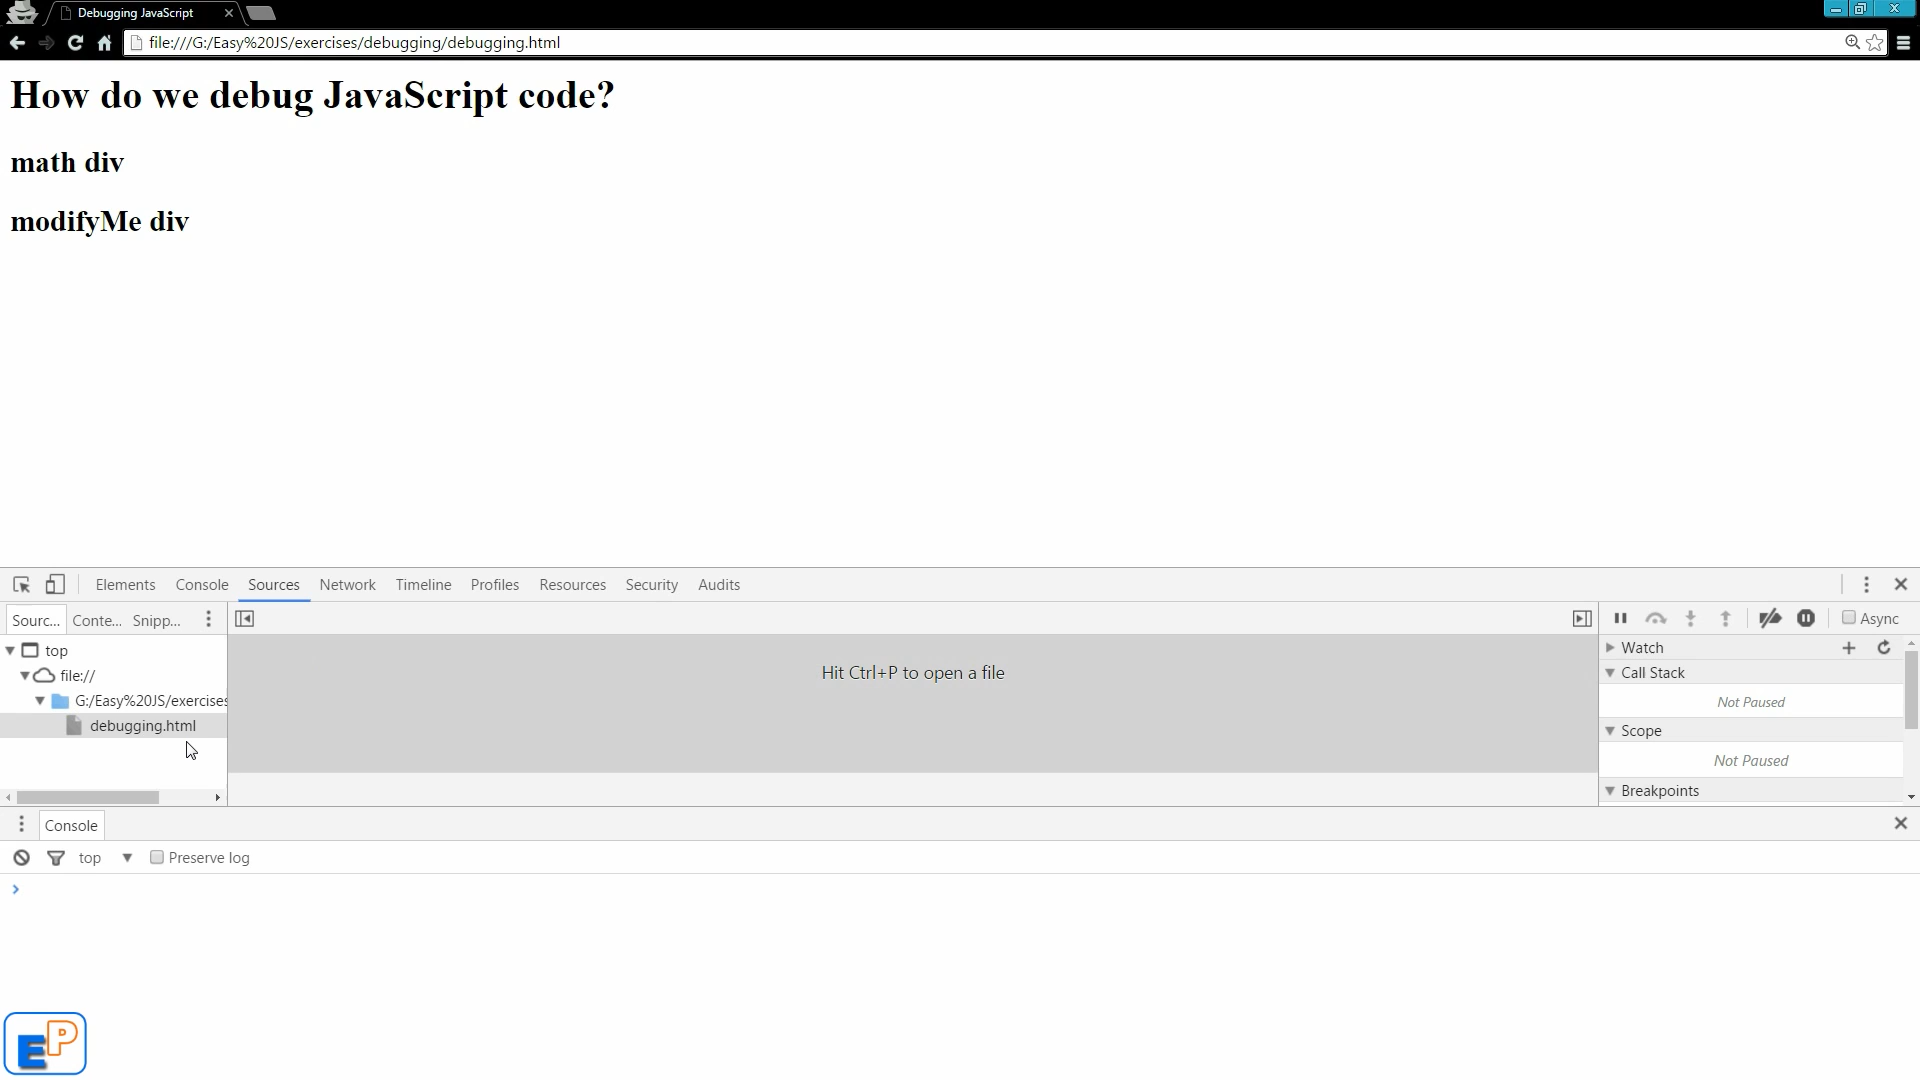 Debugging JavaScript
file:///G:/Easy%20JS/exercises/debugging/debugging.html
How do we debug JavaScript code?
math div
modifyMe div
Elements Console Sources Network Timeline Profiles Resources Security Audits
Sourc... Conte... Snipp...
Async
top
file://
G:/Easy%20JS/exercises
debugging.html
Hit Ctrl+P to open a file
Watch
Call Stack
Not Paused
Scope
Not Paused
Breakpoints
Console
top Preserve log
EP